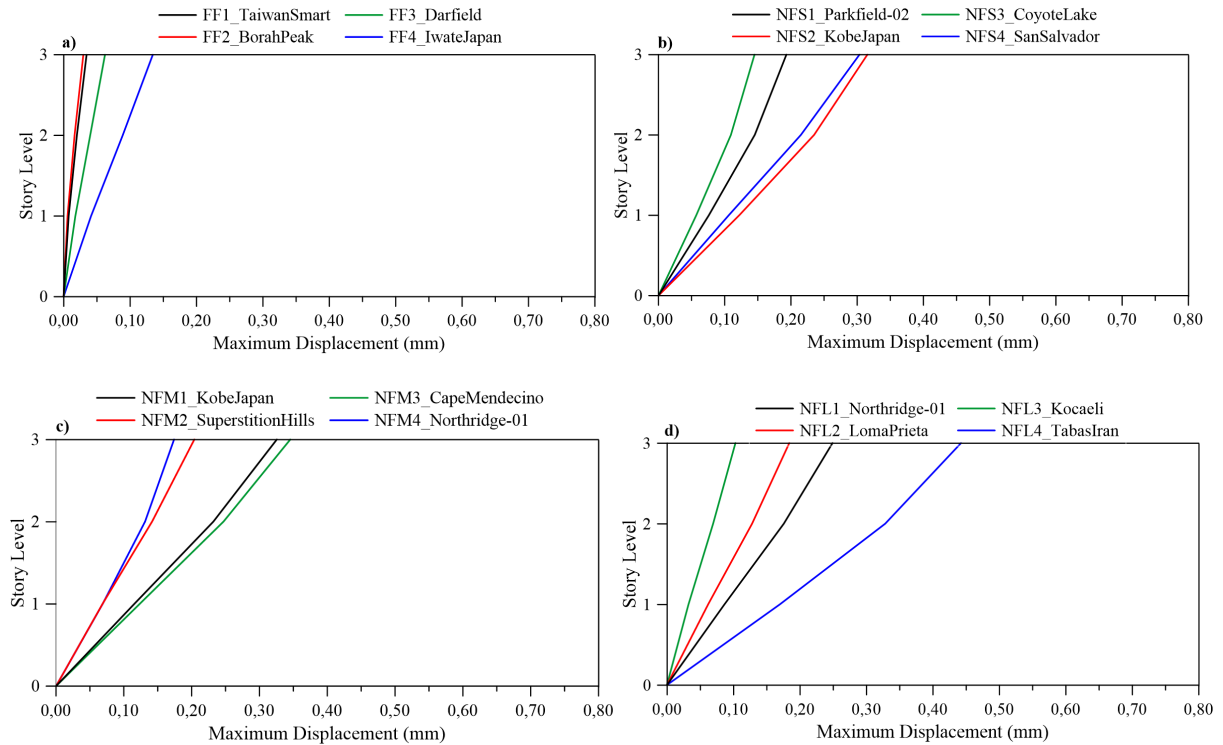 FF1_TaiwanSmart FF3_Darfield
FF2_BorahPeak FF4_IwateJapan
a)
3
2
1
0
Story Level
0,00 0,10 0,20 0,30 0,40 0,50 0,60 0,70 0,80
Maximum Displacement (mm)
NFS1_Parkfield-02 NFS3_CoyoteLake
NFS2_KobeJapan NFS4_SanSalvador
b)
3
2
1
0
Story Level
0,00 0,10 0,20 0,30 0,40 0,50 0,60 0,70 0,80
Maximum Displacement (mm)
NFM1_KobeJapan NFM3_CapeMendecino
NFM2_SuperstitionHills NFM4_Northridge-01
c)
3
2
1
0
Story Level
0,00 0,10 0,20 0,30 0,40 0,50 0,60 0,70 0,80
Maximum Displacement (mm)
NFL1_Northridge-01 NFL3_Kocaeli
NFL2_LomaPrieta NFL4_TabasIran
d)
3
2
1
0
Story Level
0,00 0,10 0,20 0,30 0,40 0,50 0,60 0,70 0,80
Maximum Displacement (mm)